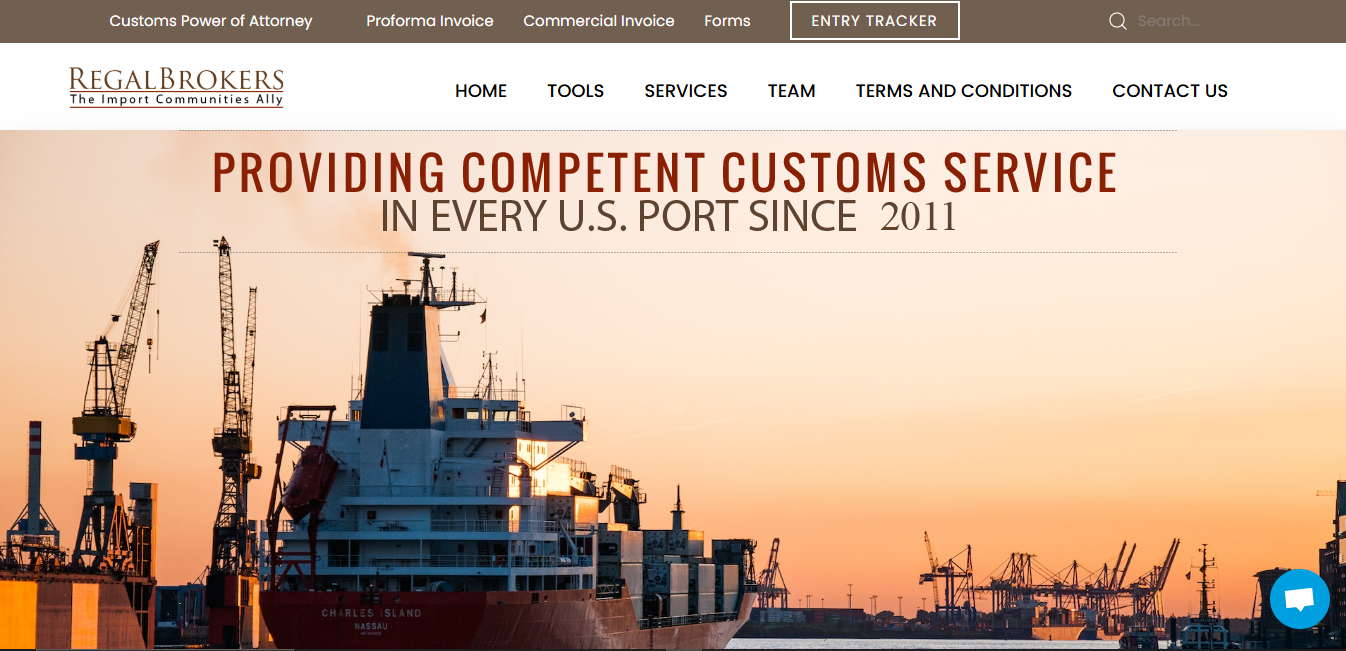 Customs Power of Attorney Proforma Invoice Commercial Invoice Forms ENTRY TRACKER Search...
REGALBROKERS
The Import Communities Ally
HOME TOOLS SERVICES TEAM TERMS AND CONDITIONS CONTACT US
PROVIDING COMPETENT CUSTOMS SERVICE
IN EVERY U.S. PORT SINCE 2011
CHARLES ISLAND
NASSAU